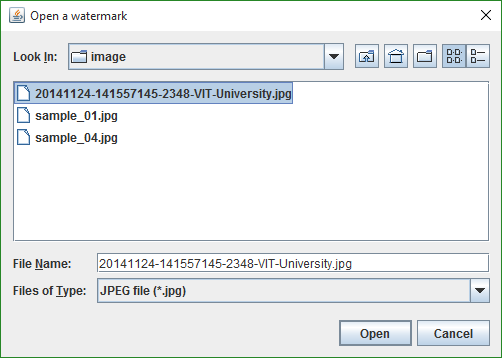 Open a watermark
Look In: image
20141124-141557145-2348-VIT-University.jpg
sample_01.jpg
sample_04.jpg
File Name: 20141124-141557145-2348-VIT-University.jpg
Files of Type: JPEG file (*.jpg)
Open Cancel